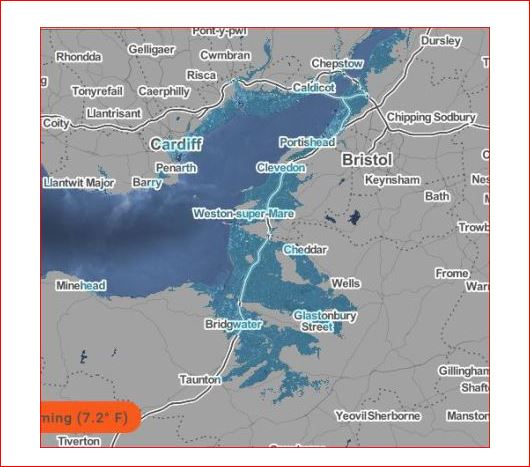 Pont-y-pwl
Dursley
Gelligaer
Rhondda
Cwmbran
Chepstow
Risca
Tonyrefail
Caerphilly
Caldicot
Llantrisant
Chipping Sodbury
Coity
Cardiff
Portishead
Bristol
Penarth
Clevedon
Llantwit Major
Barry
Keynsham
Bath
Weston-super-Mare
Cheddar
Frome
Wells
Minehead
Glastonbury
Bridgwater
Street
Gillingham
Taunton
ming (7.2° F)
Yeovil
Sherborne
Manston
Tiverton